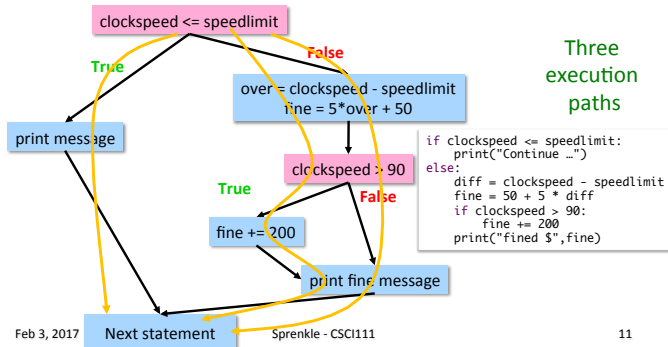 clockspeed <= speedlimit
True
False
over = clockspeed - speedlimit
fine = 5*over + 50
print message
clockspeed > 90
True
False
fine += 200
print fine message
Next statement
Three
execution
paths
if clockspeed <= speedlimit:
    print("Continue …")
else:
    diff = clockspeed - speedlimit
    fine = 50 + 5 * diff
    if clockspeed > 90:
        fine += 200
    print("fined $",fine)
Feb 3, 2017
Sprenkle - CSCI111
11